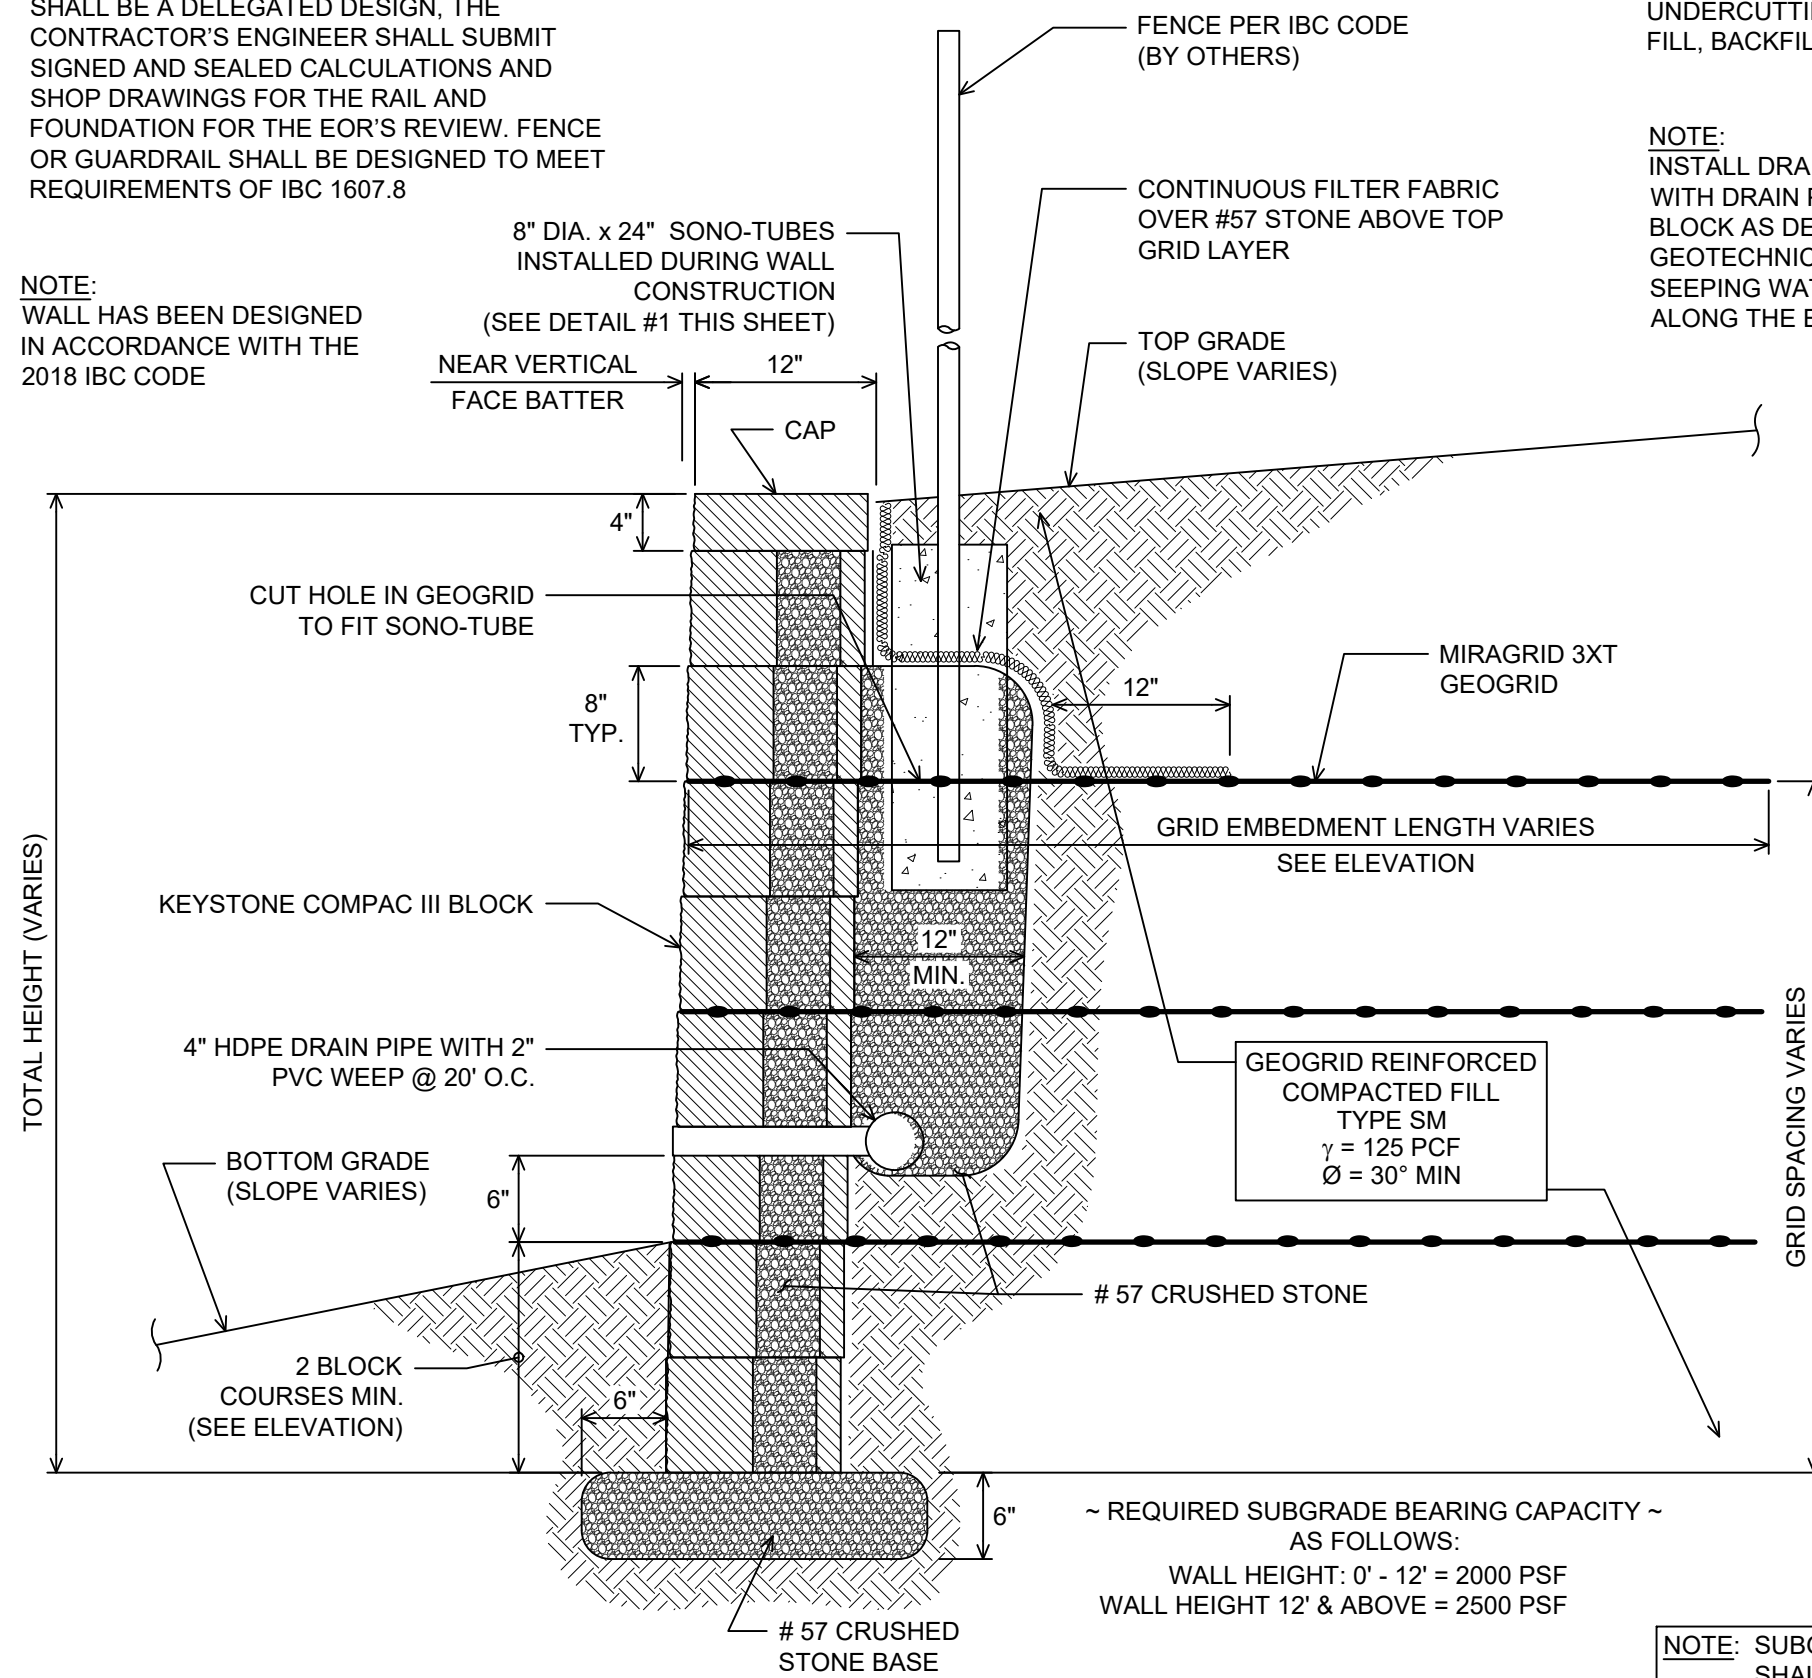 SHALL BE A DELEGATED DESIGN, THE
CONTRACTOR'S ENGINEER SHALL SUBMIT
SIGNED AND SEALED CALCULATIONS AND
SHOP DRAWINGS FOR THE RAIL AND
FOUNDATION FOR THE EOR'S REVIEW. FENCE
OR GUARDRAIL SHALL BE DESIGNED TO MEET
REQUIREMENTS OF IBC 1607.8
NOTE:
WALL HAS BEEN DESIGNED
IN ACCORDANCE WITH THE
2018 IBC CODE
8" DIA. x 24" SONO-TUBES
INSTALLED DURING WALL
CONSTRUCTION
(SEE DETAIL #1 THIS SHEET)
NEAR VERTICAL
FACE BATTER
12"
CAP
FENCE PER IBC CODE
(BY OTHERS)
CONTINUOUS FILTER FABRIC
OVER #57 STONE ABOVE TOP
GRID LAYER
TOP GRADE
(SLOPE VARIES)
FILL,
NOTE:
INSTALL
WITH DRAIN
BLOCK AS
SEEPING
ALONG THE
4"
CUT HOLE IN GEOGRID
TO FIT SONO-TUBE
8"
TYP.
12"
MIRAGRID 3XT
GEOGRID
GRID EMBEDMENT LENGTH VARIES
SEE ELEVATION
TOTAL HEIGHT (VARIES)
KEYSTONE COMPAC III BLOCK
12"
MIN.
4" HDPE DRAIN PIPE WITH 2"
PVC WEEP @ 20' O.C.
GEOGRID REINFORCED
COMPACTED FILL
TYPE SM
γ = 125 PCF
Ø = 30° MIN
GRID SPACING VARIES
BOTTOM GRADE
(SLOPE VARIES)
6"
# 57 CRUSHED STONE
2 BLOCK
COURSES MIN.
(SEE ELEVATION)
6"
6"
~ REQUIRED SUBGRADE BEARING CAPACITY ~
AS FOLLOWS:
WALL HEIGHT: 0' - 12' = 2000 PSF
WALL HEIGHT 12' & ABOVE = 2500 PSF
# 57 CRUSHED
STONE BASE
NOTE: